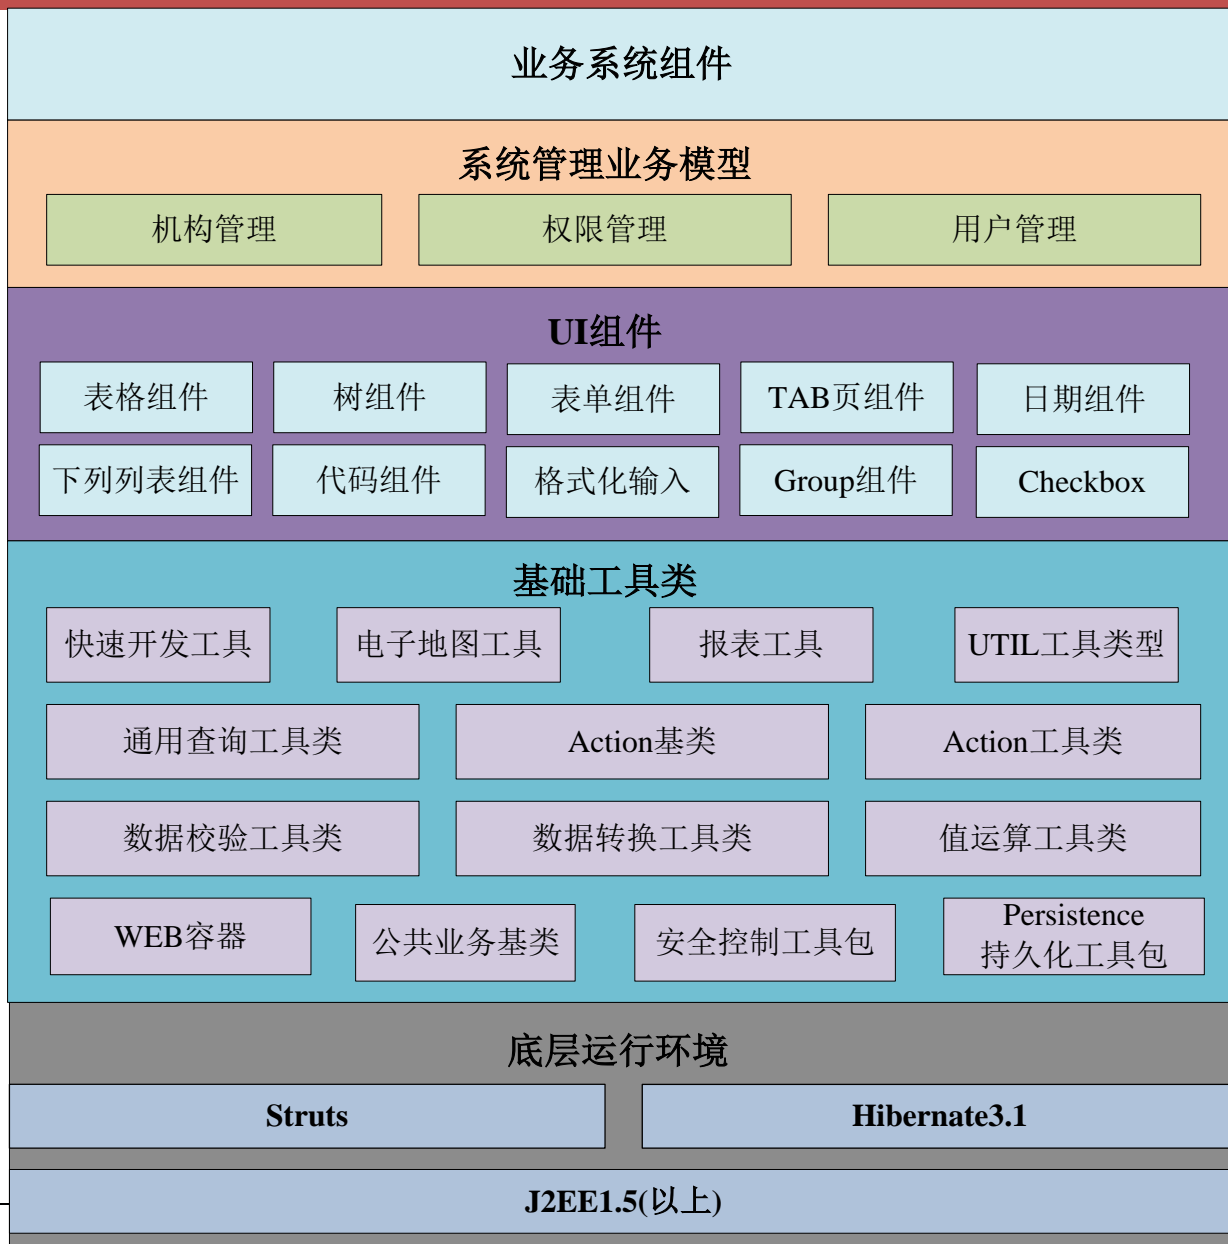 业务系统组件
系统管理业务模型
机构管理
权限管理
用户管理
UI组件
表格组件
树组件
表单组件
TAB页组件
日期组件
下列列表组件
代码组件
格式化输入
Group组件
Checkbox
基础工具类
快速开发工具
电子地图工具
报表工具
UTIL工具类型
通用查询工具类
Action基类
Action工具类
数据校验工具类
数据转换工具类
值运算工具类
WEB容器
公共业务基类
安全控制工具包
Persistence
持久化工具包
底层运行环境
Struts
Hibernate3.1
J2EE1.5(以上)